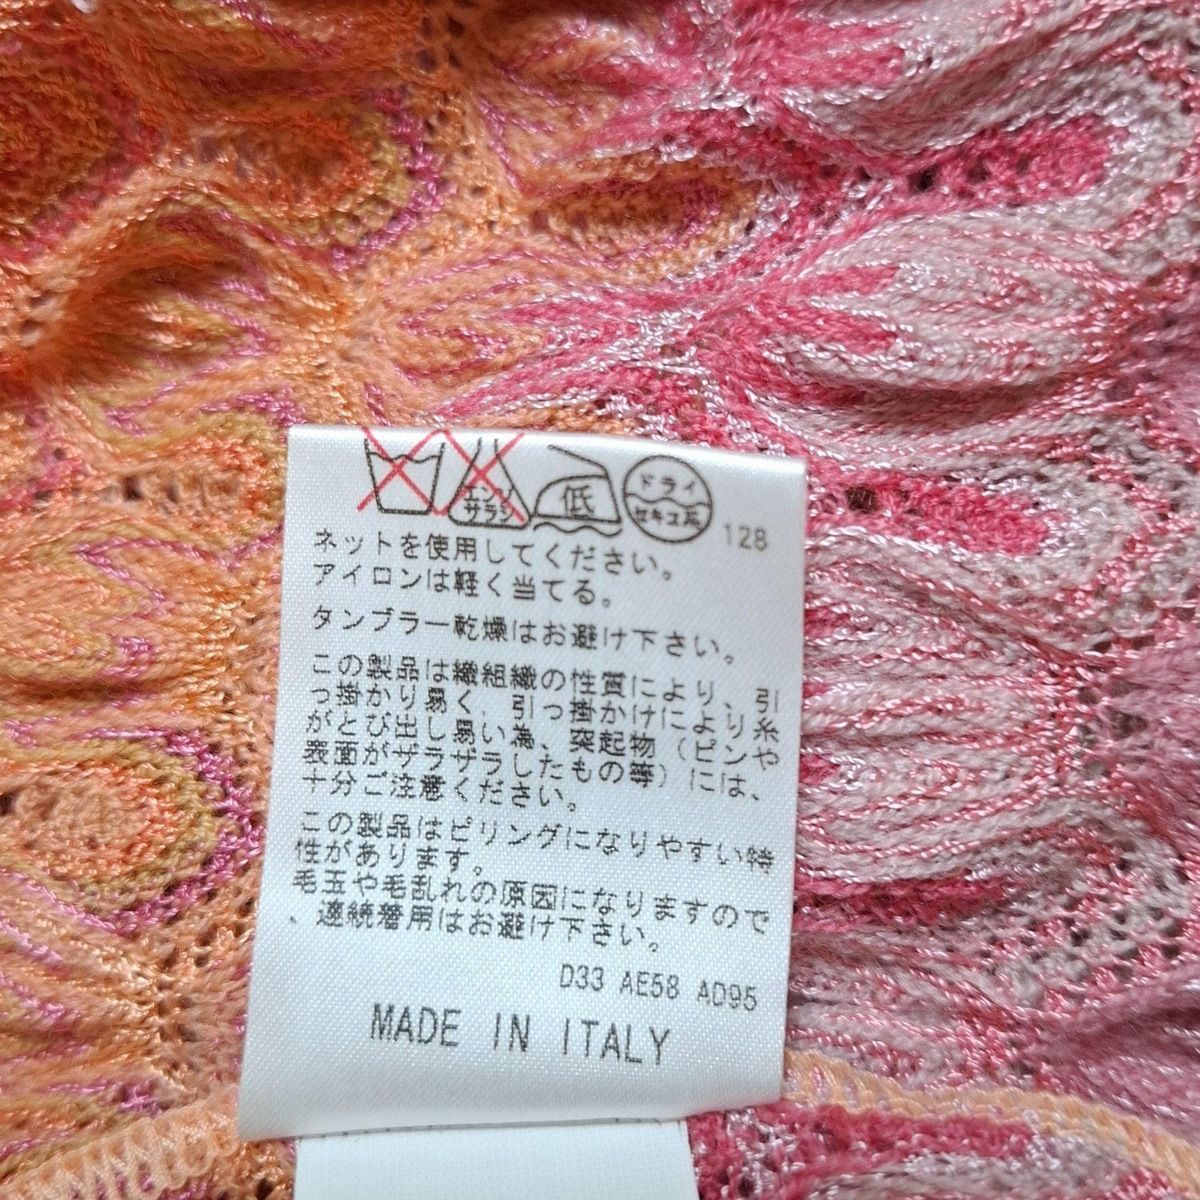 エンソ
サラシ
低
ドライ
セキユ系
128
ネットを使用してください。
アイロンは軽く当てる。
タンブラー乾燥はお避け下さい。
この製品は繊組織の性質により、引
っ掛かり易く、引っ掛かけにより糸
がとび出し易い為、突起物（ピンや
表面がザラザラしたもの等）には、
十分ご注意ください。
この製品はピリングになりやすい特
性があります。
毛玉や毛乱れの原因になりますので
、連続着用はお避け下さい。
D33 AE58 AD95
MADE IN ITALY